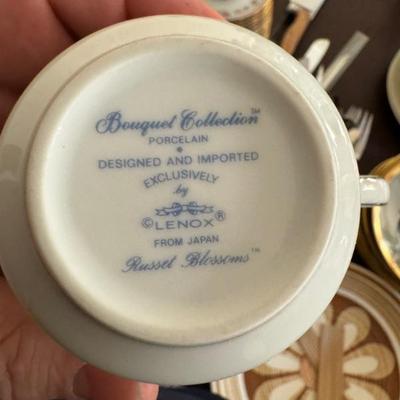 Bouquet Collection™
PORCELAIN
•
DESIGNED AND IMPORTED
EXCLUSIVELY
by
©LENOX®
FROM JAPAN
Russet Blossoms™